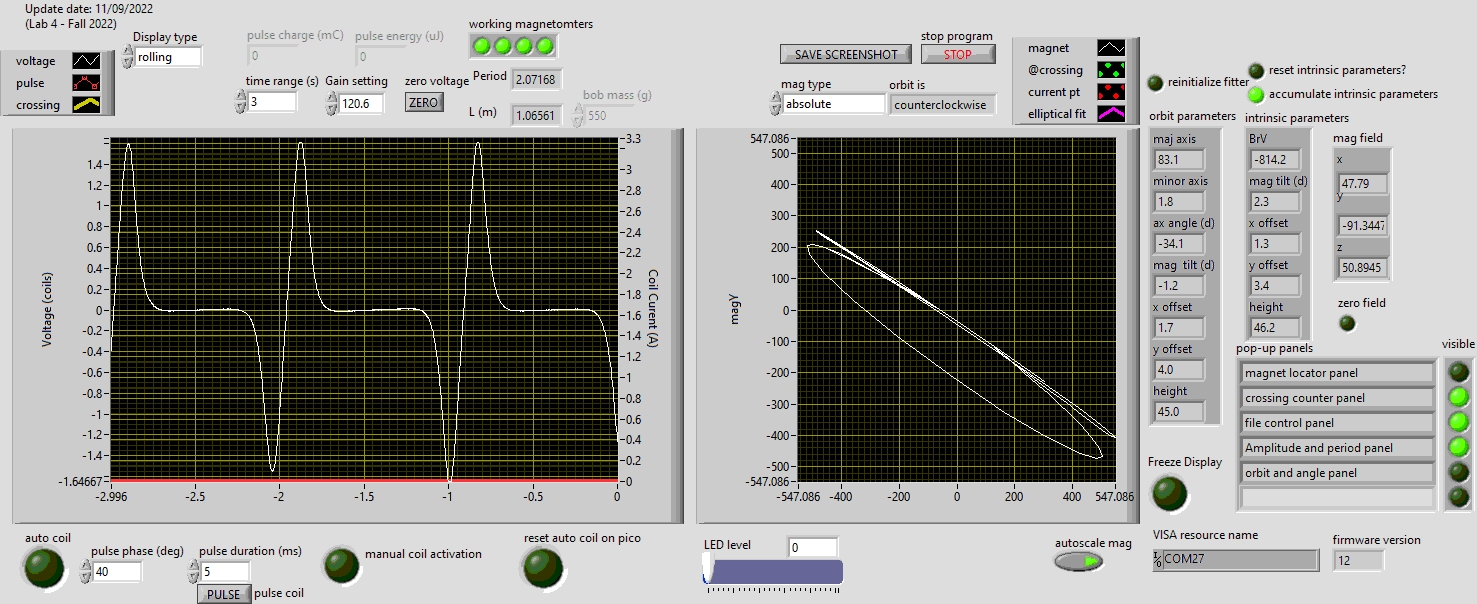 Update date: 11/09/2022
(Lab 4 - Fall 2022)
voltage
pulse
crossing
Display type
rolling
pulse charge (mC)
0
pulse energy (uJ)
0
time range (s)
3
Gain setting
120.6
zero voltage
ZERO
working magnetomters
Period
2.07168
L (m)
1.06561
bob mass (g)
550
SAVE SCREENSHOT
stop program
STOP
mag type
absolute
orbit is
counterclockwise
magnet
@crossing
current pt
elliptical fit
reinitialize fitter
reset intrinsic parameters?
accumulate intrinsic parameters
orbit parameters
maj axis
83.1
minor axis
1.8
ax angle (d)
-34.1
mag tilt (d)
-1.2
x offset
1.7
y offset
4.0
height
45.0
intrinsic parameters
BrV
-814.2
mag tilt (d)
2.3
x offset
1.3
y offset
3.4
height
46.2
mag field
x
47.79
y
-91.3447
z
50.8945
zero field
Voltage (coils)
1.4
1.2
1
0.8
0.6
0.4
0.2
0
-0.2
-0.4
-0.6
-0.8
-1
-1.2
-1.4
-1.64667
-2.996
-2.5
-2
-1.5
-1
-0.5
0
3.3
3
2.8
2.6
2.4
2.2
2
1.8
1.6
1.4
1.2
1
0.8
0.6
0.4
0.2
0
Coil Curent (A)
magY
547.086
500
400
300
200
100
0
-100
-200
-300
-400
-500
-547.086
-547.086
-400
-200
0
200
400
547.086
pop-up panels
visible
magnet locator panel
crossing counter panel
file control panel
Amplitude and period panel
orbit and angle panel
Freeze Display
auto coil
pulse phase (deg)
40
pulse duration (ms)
5
PULSE
pulse coil
manual coil activation
reset auto coil on pico
LED level
0
autoscale mag
VISA resource name
COM27
firmware version
12